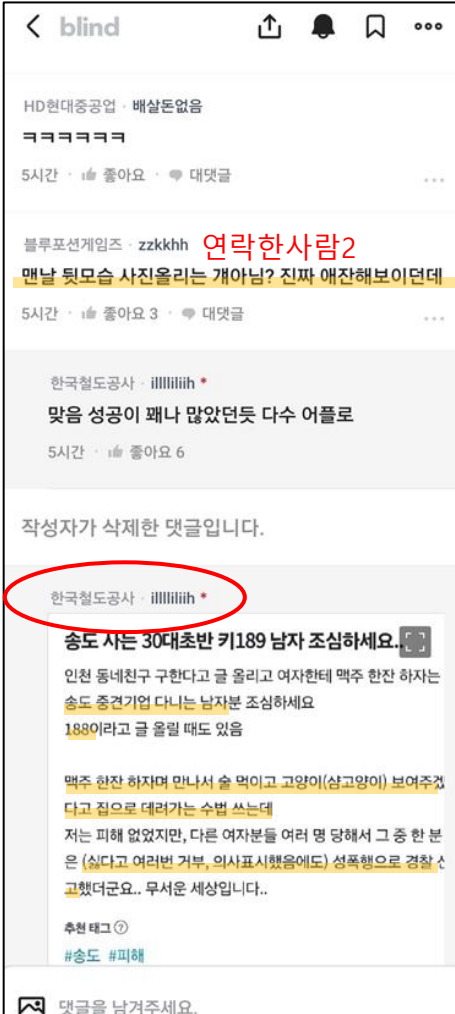 blind
HD현대중공업 · 배살돈없음
ㅋㅋㅋㅋㅋㅋ
5시간 · 좋아요 · 대댓글
블루포션게임즈 · zzkkhh 연락한사람2
맨날 뒷모습 사진올리는 걔아님? 진짜 애잔해보이던데
5시간 · 좋아요 3 · 대댓글
한국철도공사 ·
맞음 성공이 꽤나 많았던듯 다수 어플로
5시간 · 좋아요 6
작성자가 삭제한 댓글입니다.
한국철도공사 ·
송도 사는 30대초반 키189 남자 조심하세요..
인천 동네친구 구한다고 글 올리고 여자한테 맥주 한잔 하자는
송도 중견기업 다니는 남자분 조심하세요
188이라고 글 올릴 때도 있음
맥주 한잔 하자며 만나서 술 먹이고 고양이(샴고양이) 보여주겠
다고 집으로 데려가는 수법 쓰는데
저는 피해 없었지만, 다른 여자분들 여러 명 당해서 그 중 한 분
은 (싫다고 여러번 거부, 의사표시했음에도) 성폭행으로 경찰
고했더군요.. 무서운 세상입니다..
추천 태그 ?
#송도 #피해
댓글을 남겨주세요.